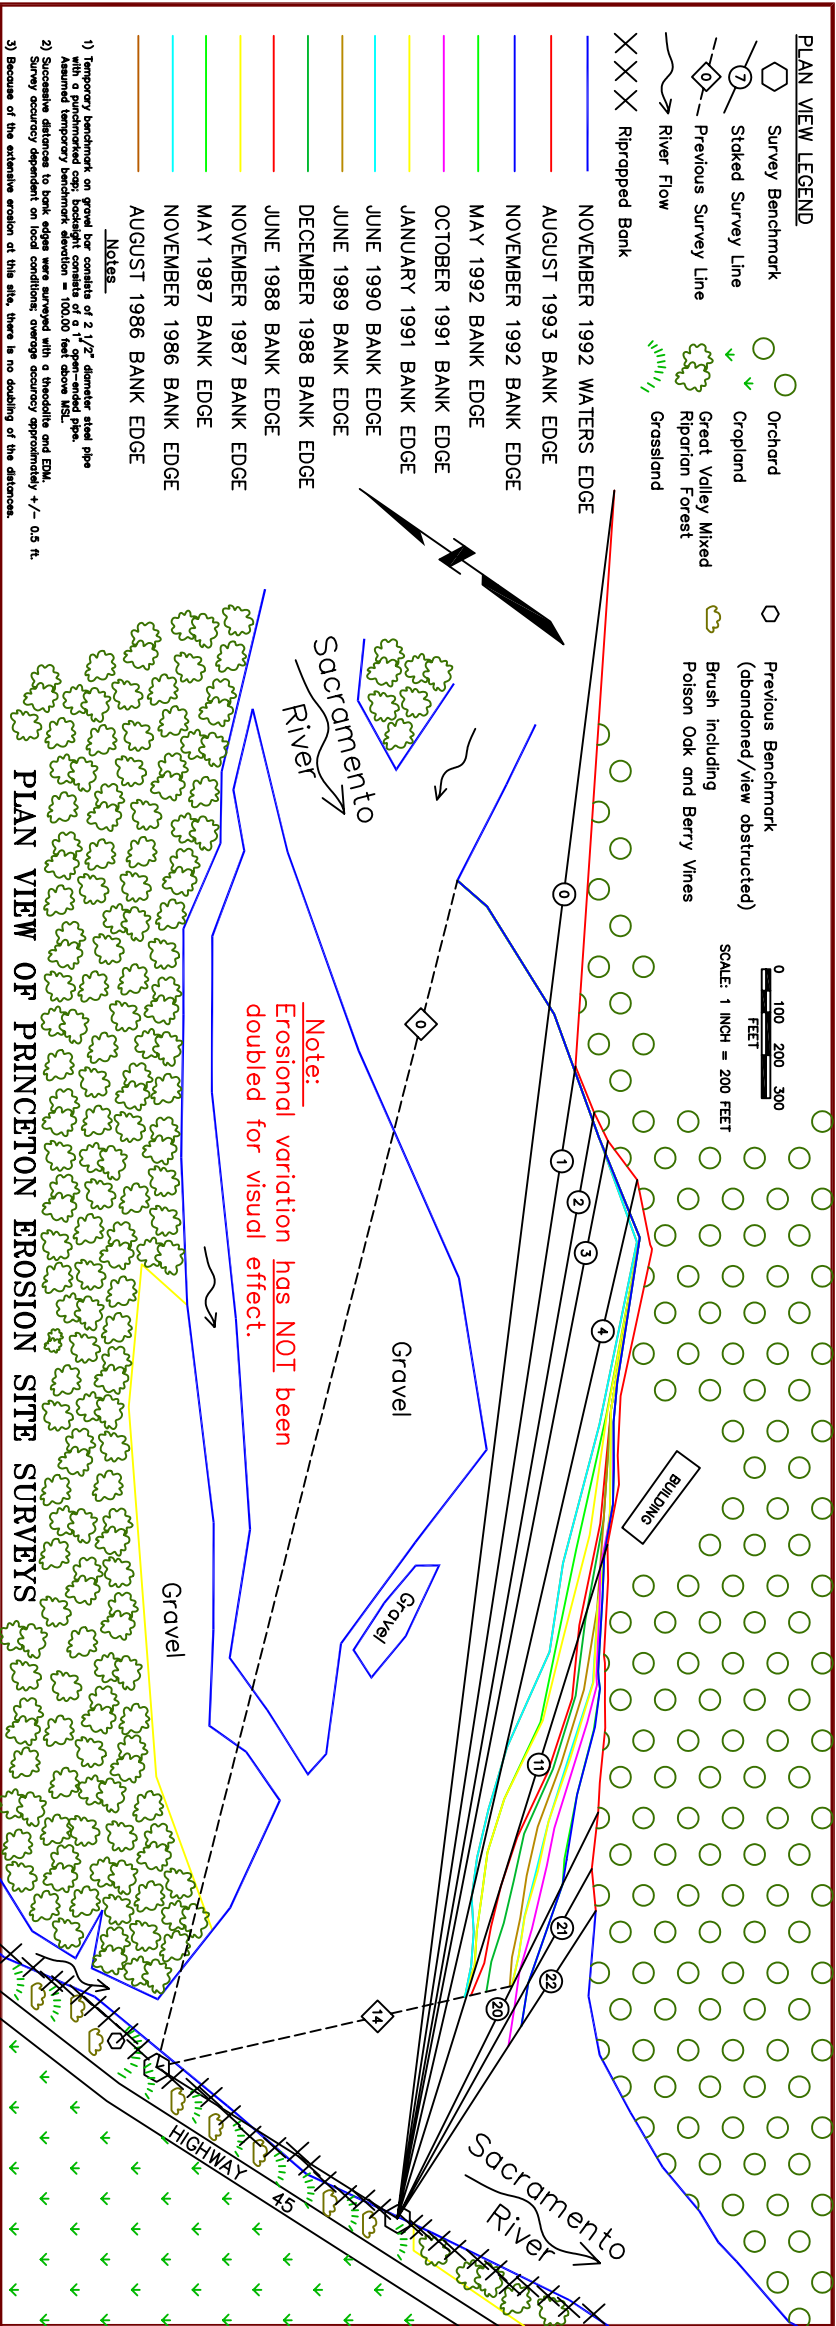 PLAN VIEW LEGEND
Survey Benchmark
7
Staked Survey Line
0
Previous Survey Line
River Flow
Riprapped Bank
Orchard
Cropland
Great Valley Mixed
Riparian Forest
Grassland
Previous Benchmark
(abandoned/view obstructed)
Brush including
Poison Oak and Berry Vines
0 100 200 300
FEET
SCALE: 1 INCH = 200 FEET
NOVEMBER 1992 WATERS EDGE
AUGUST 1993 BANK EDGE
NOVEMBER 1992 BANK EDGE
MAY 1992 BANK EDGE
OCTOBER 1991 BANK EDGE
JANUARY 1991 BANK EDGE
JUNE 1990 BANK EDGE
JUNE 1989 BANK EDGE
DECEMBER 1988 BANK EDGE
JUNE 1988 BANK EDGE
NOVEMBER 1987 BANK EDGE
MAY 1987 BANK EDGE
NOVEMBER 1986 BANK EDGE
AUGUST 1986 BANK EDGE
Notes
1) Temporary benchmark on gravel bar consists of 2 1/2" diameter steel pipe
with a punchmarked cap; backsight consists of a 1" open-ended pipe.
Assumed temporary benchmark elevation = 100.00 feet above MSL.
2) Successive distances to bank edges were surveyed with a theodolite and EDM.
Survey accuracy dependent on local conditions; average accuracy approximately +/- 0.5 ft.
3) Because of the extensive erosion at this site, there is no doubling of the distances.
Sacramento
River
0
0
1
2
3
4
11
21
22
20
14
BUILDING
Gravel
Gravel
Gravel
Note:
Erosional variation has NOT been
doubled for visual effect.
Sacramento
River
HIGHWAY 45
PLAN VIEW OF PRINCETON EROSION SITE SURVEYS